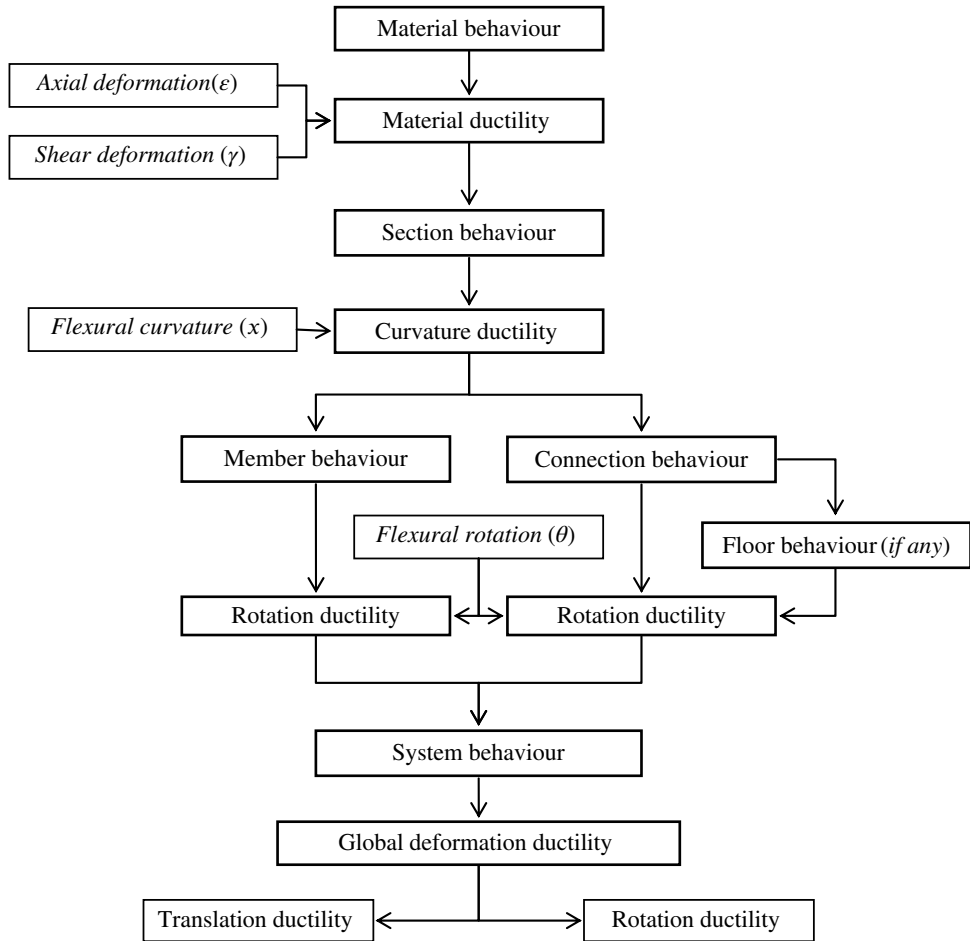 Material behaviour
Axial deformation(ε)
Material ductility
Shear deformation (γ)
Section behaviour
Flexural curvature (x)
Curvature ductility
Member behaviour
Connection behaviour
Flexural rotation (θ)
Floor behaviour (if any)
Rotation ductility
Rotation ductility
System behaviour
Global deformation ductility
Translation ductility
Rotation ductility